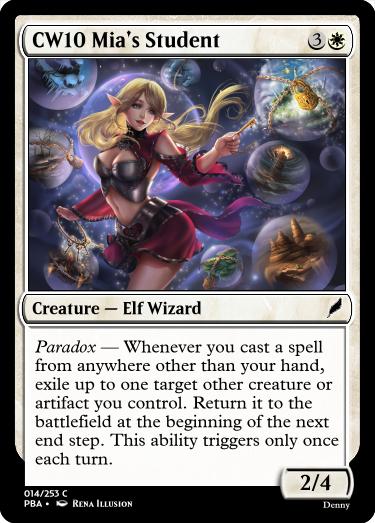 CW10 Mia's Student 3
Creature — Elf Wizard
Paradox — Whenever you cast a spell
from anywhere other than your hand,
exile up to one target other creature or
artifact you control. Return it to the
battlefield at the beginning of the next
end step. This ability triggers only once
each turn.
2/4
014/253 C
PBA • Rena Illusion
Denny